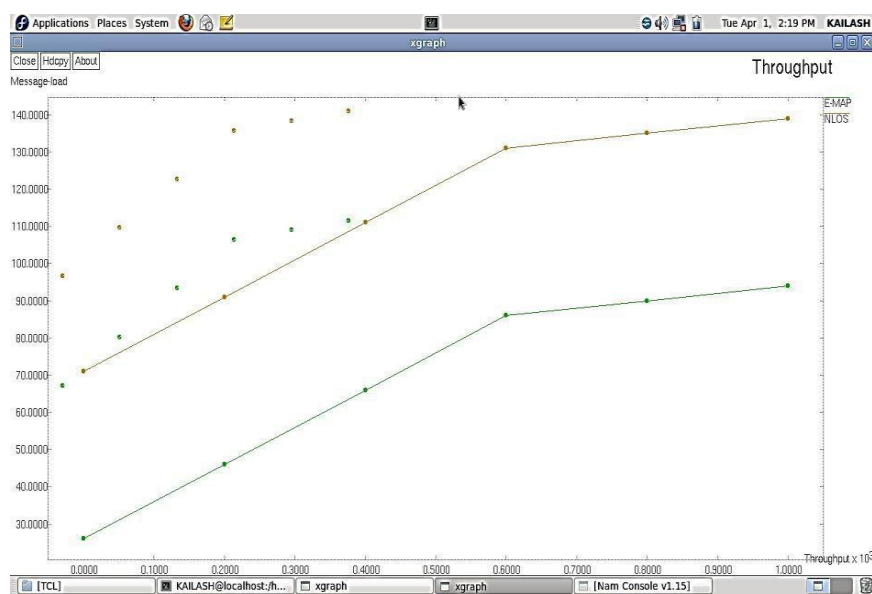 Applications Places System Tue Apr 1, 2:19 PM KAILASH
xgraph
Close Hdcpy About
Throughput
Message-load
E-MAP
NLOS
140.0000
130.0000
120.0000
110.0000
100.0000
90.0000
80.0000
70.0000
60.0000
50.0000
40.0000
30.0000
Throughput x 10^3
0.0000 0.1000 0.2000 0.3000 0.4000 0.5000 0.6000 0.7000 0.8000 0.9000 1.0000
[TCL] KAILASH@localhost:/h... xgraph xgraph [Nam Console v1.15]